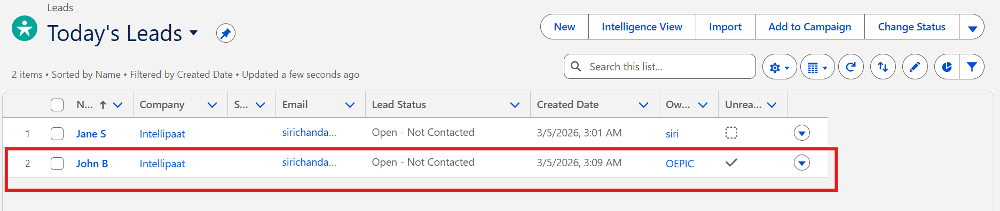 Leads
Today's Leads
New Intelligence View Import Add to Campaign Change Status
2 items • Sorted by Name • Filtered by Created Date • Updated a few seconds ago
Search this list...
N... Company S... Email Lead Status Created Date Ow... Unrea...
1 Jane S Intellipaat sirichanda... Open - Not Contacted 3/5/2026, 3:01 AM siri
2 John B Intellipaat sirichanda... Open - Not Contacted 3/5/2026, 3:09 AM OEPIC